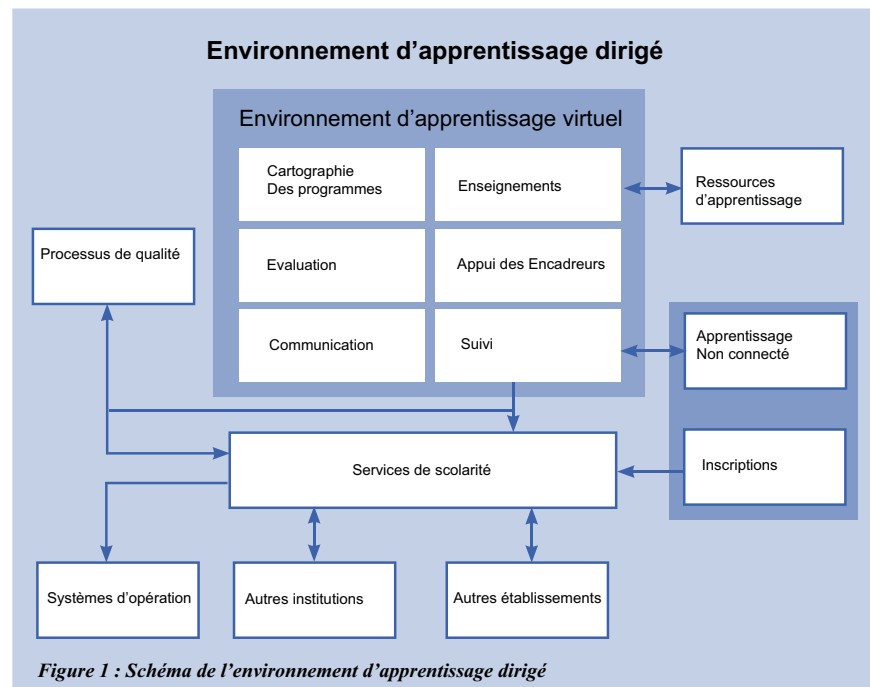 Environnement d'apprentissage dirigé
Environnement d'apprentissage virtuel
Cartographie
Des programmes
Enseignements
Ressources
d'apprentissage
Processus de qualité
Evaluation
Appui des Encadreurs
Communication
Suivi
Apprentissage
Non connecté
Services de scolarité
Inscriptions
Systèmes d'opération
Autres institutions
Autres établissements
Figure 1 : Schéma de l'environnement d'apprentissage dirigé